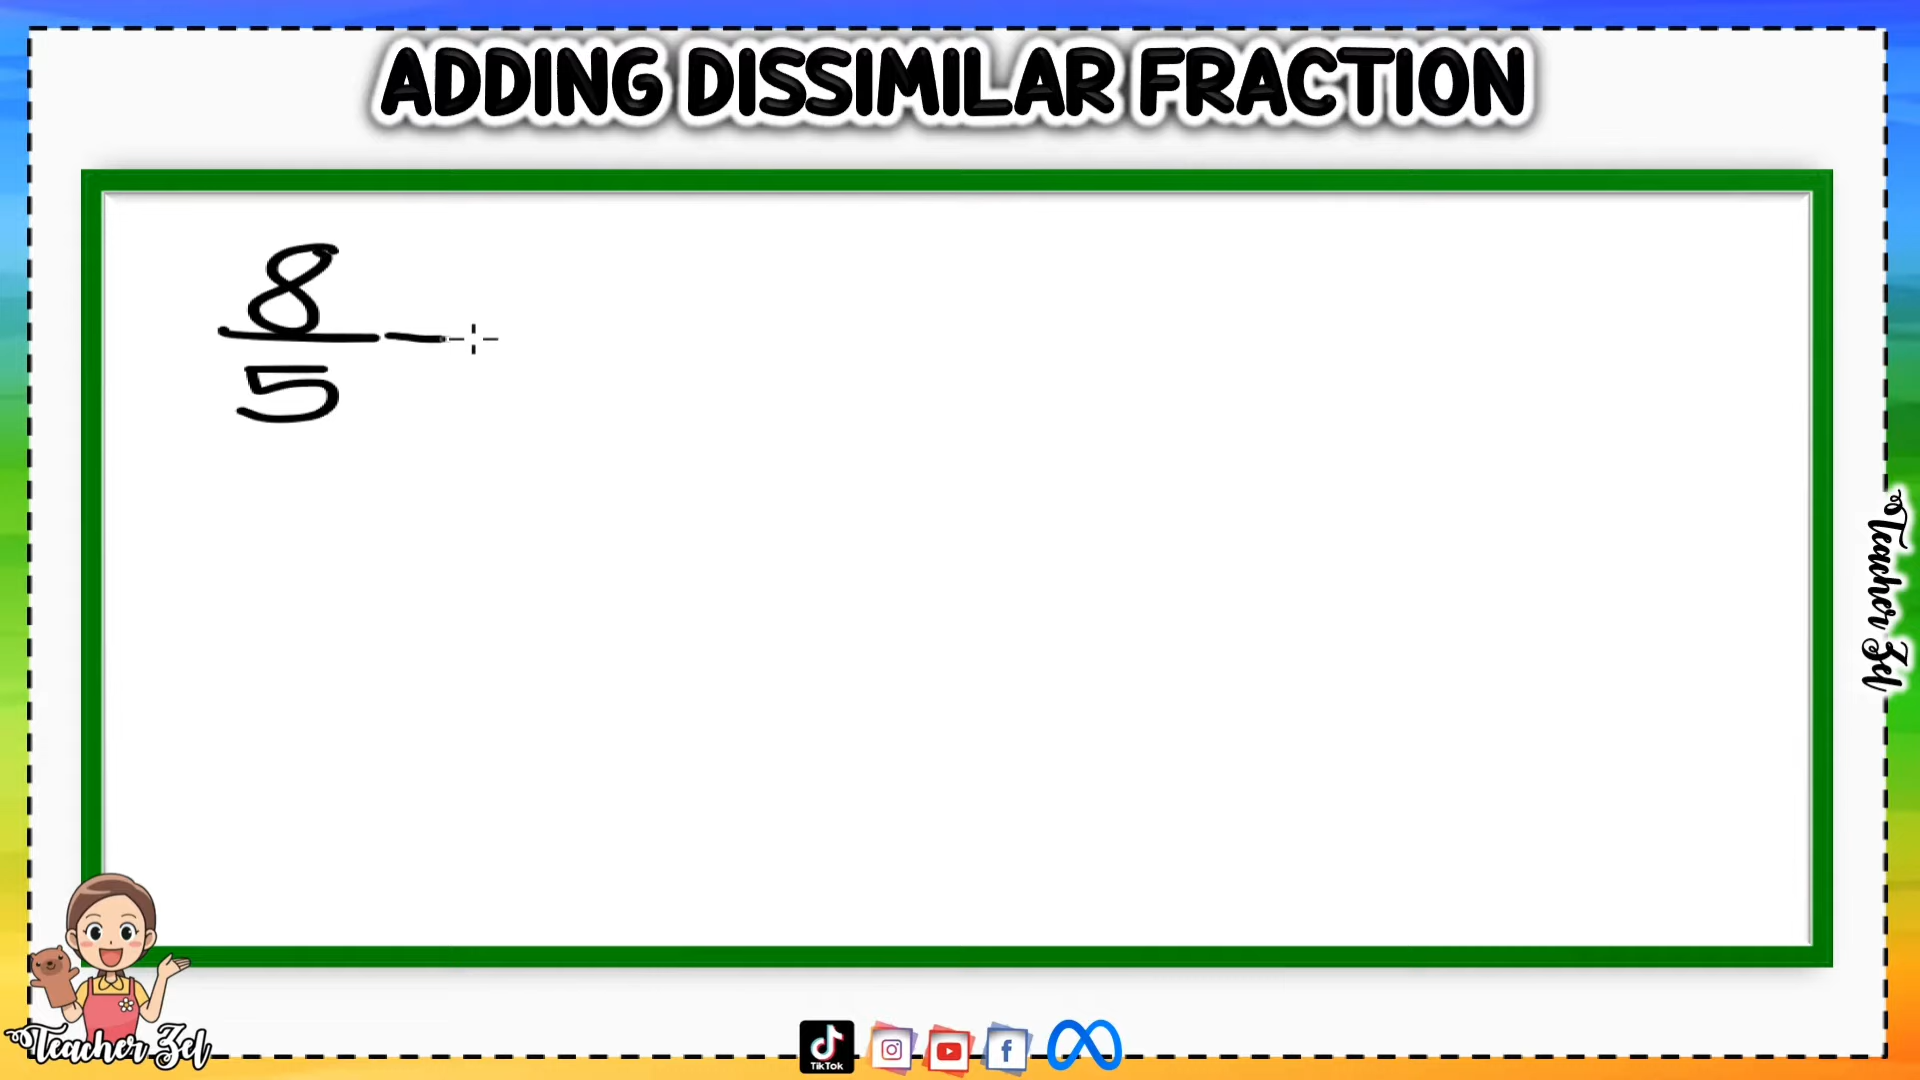 ADDING DISSIMILAR FRACTION
8
5
Teacher Zel
Teacher Zel
TikTok